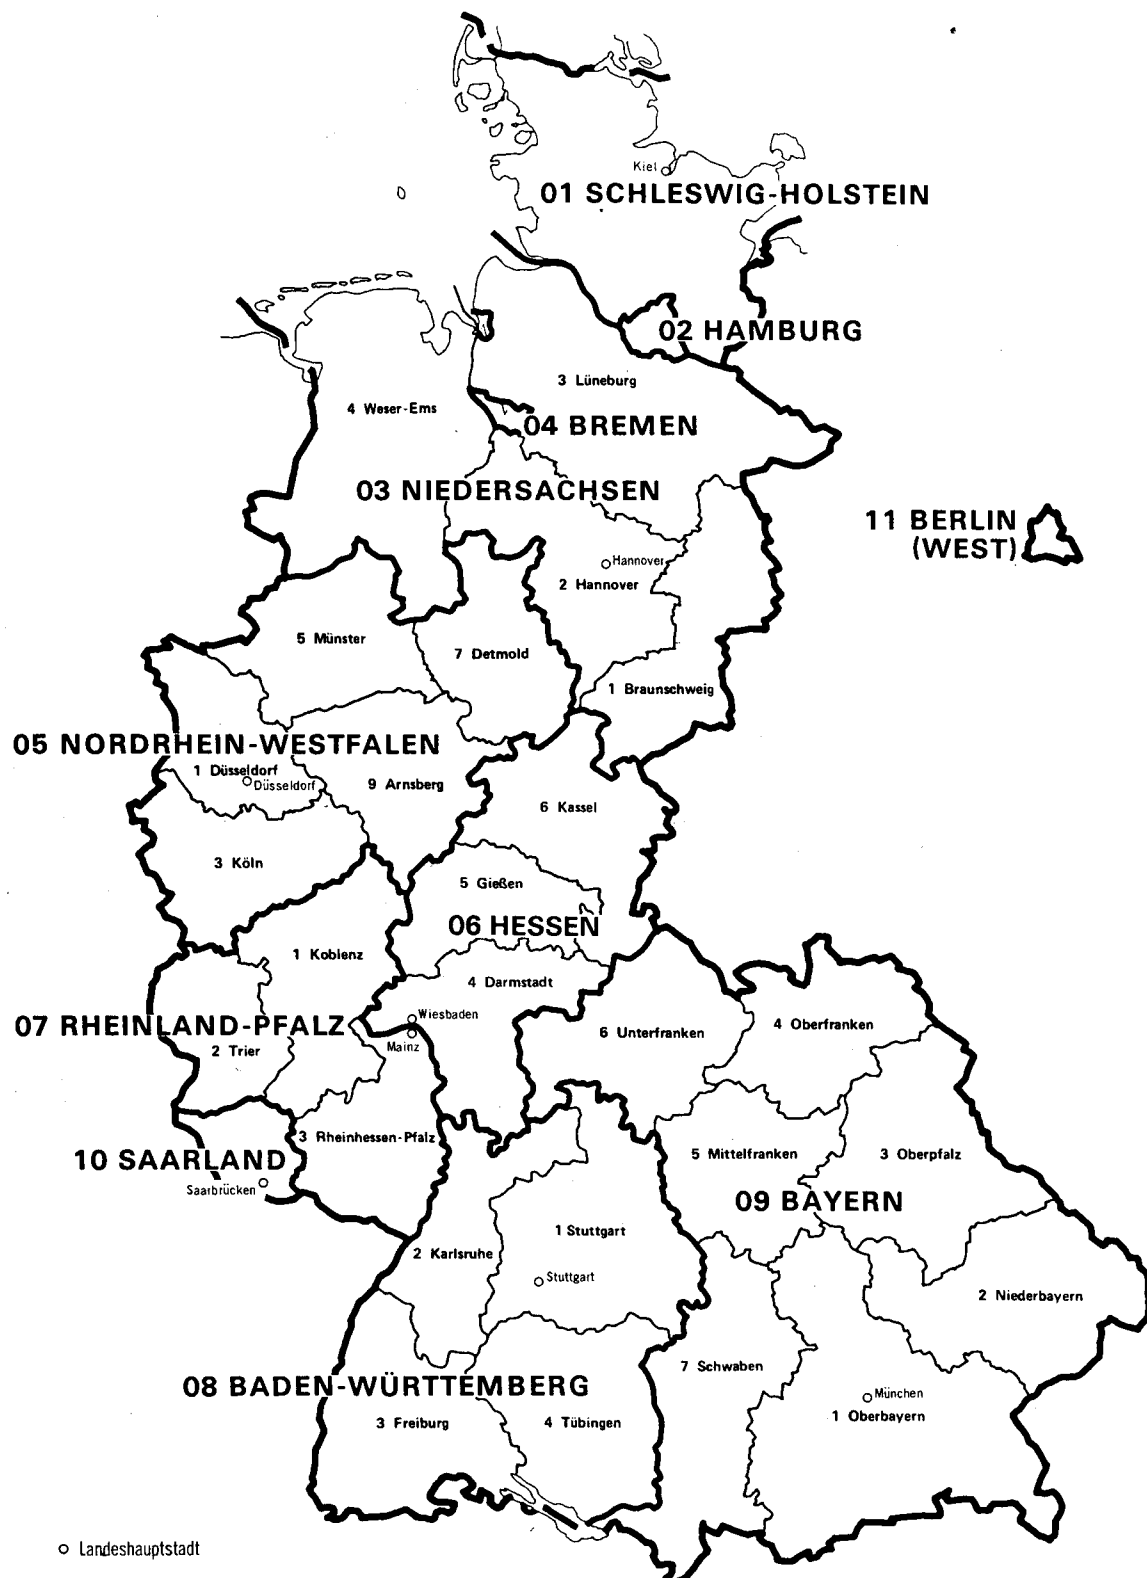 Kiel
01 SCHLESWIG-HOLSTEIN
02 HAMBURG
3 Lüneburg
4 Weser-Ems
04 BREMEN
03 NIEDERSACHSEN
11 BERLIN
(WEST)
Hannover
2 Hannover
5 Münster
7 Detmold
1 Braunschweig
05 NORDRHEIN-WESTFALEN
1 Düsseldorf
Düsseldorf
9 Arnsberg
6 Kassel
3 Köln
5 Gießen
06 HESSEN
1 Koblenz
4 Darmstadt
Wiesbaden
07 RHEINLAND-PFALZ
Mainz
6 Unterfranken
4 Oberfranken
2 Trier
3 Rheinhessen-Pfalz
10 SAARLAND
Saarbrücken
5 Mittelfranken
3 Oberpfalz
09 BAYERN
1 Stuttgart
2 Karlsruhe
Stuttgart
2 Niederbayern
7 Schwaben
08 BADEN-WÜRTTEMBERG
München
1 Oberbayern
3 Freiburg
4 Tübingen
Landeshauptstadt